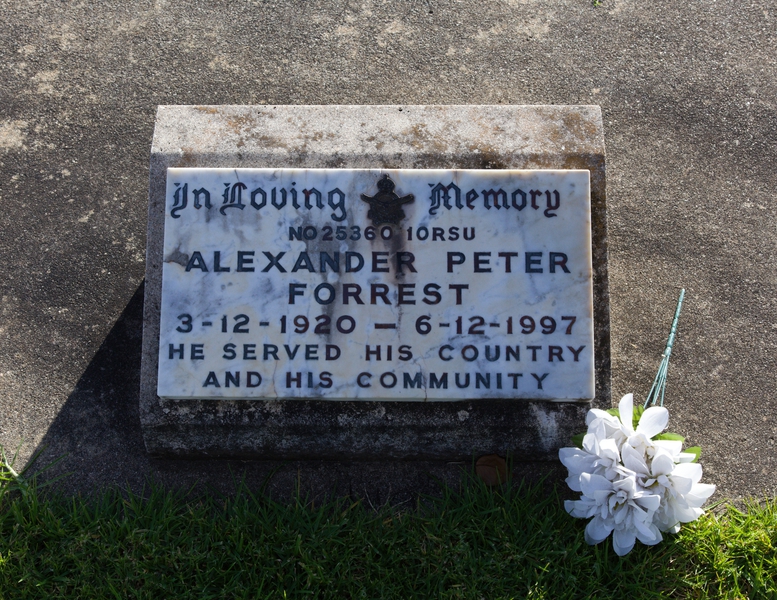 In Loving Memory
NO 25360 10RSU
ALEXANDER PETER
FORREST
3-12-1920 — 6-12-1997
HE SERVED HIS COUNTRY
AND HIS COMMUNITY